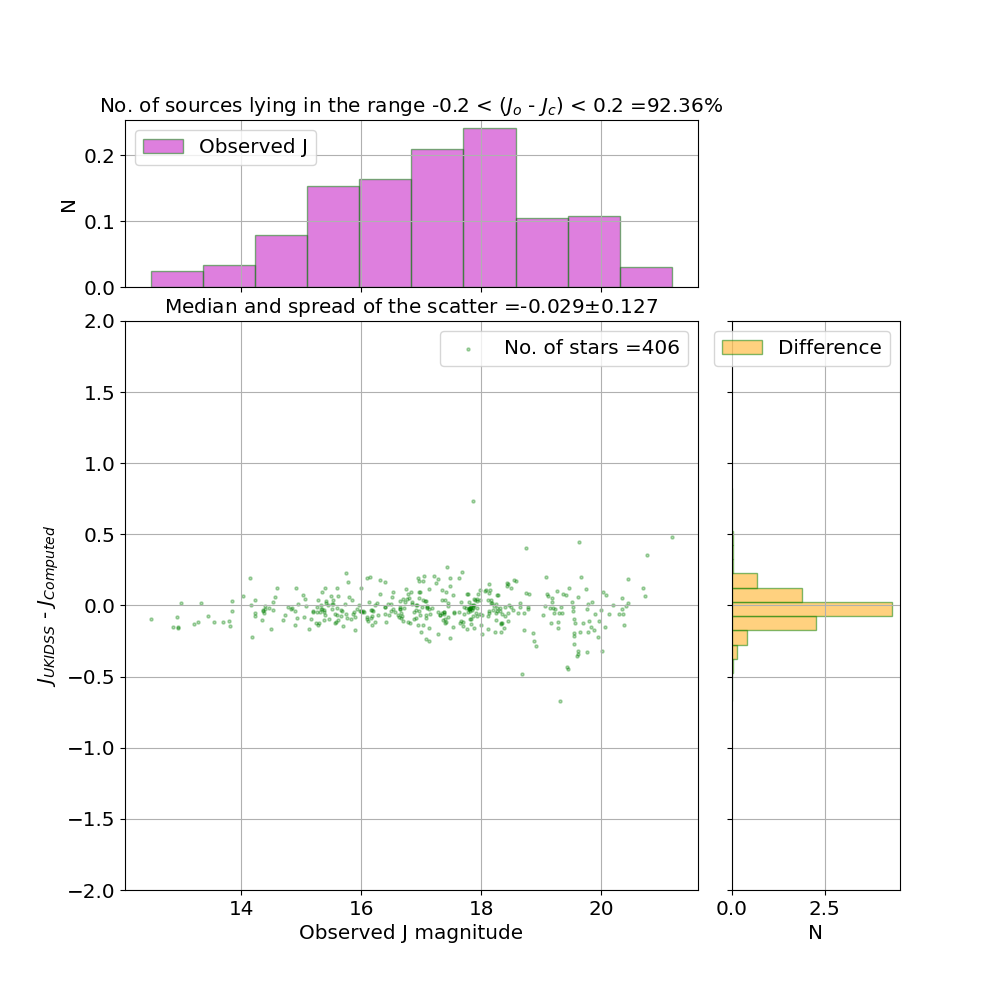 No. of sources lying in the range -0.2 < (J_o - J_c) < 0.2 =92.36%
Observed J
N
0.2
0.1
0.0
Median and spread of the scatter =-0.029±0.127
No. of stars =406
Difference
J_UKIDSS - J_Computed
2.0
1.5
1.0
0.5
0.0
−0.5
−1.0
−1.5
−2.0
14 16 18 20
Observed J magnitude
0.0 2.5
N